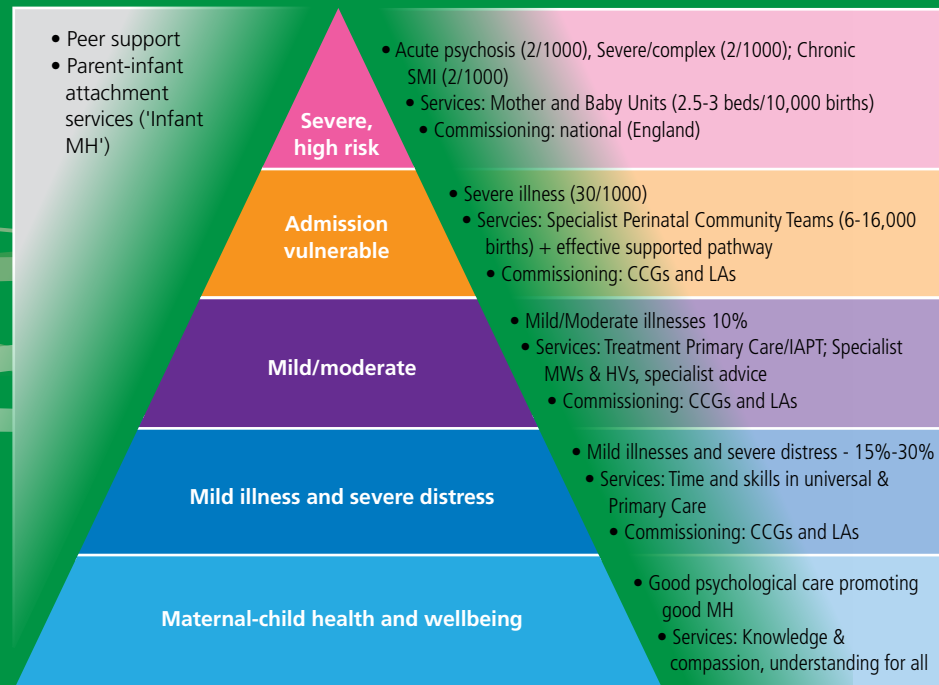 • Peer support
• Parent-infant
attachment
services ('Infant
MH')
Severe,
high risk
• Acute psychosis (2/1000), Severe/complex (2/1000); Chronic
SMI (2/1000)
• Services: Mother and Baby Units (2.5-3 beds/10,000 births)
• Commissioning: national (England)
Admission
vulnerable
• Severe illness (30/1000)
• Servcies: Specialist Perinatal Community Teams (6-16,000
births) + effective supported pathway
• Commissioning: CCGs and LAs
Mild/moderate
• Mild/Moderate illnesses 10%
• Services: Treatment Primary Care/IAPT; Specialist
MWs & HVs, specialist advice
• Commissioning: CCGs and LAs
Mild illness and severe distress
• Mild illnesses and severe distress - 15%-30%
• Services: Time and skills in universal &
Primary Care
• Commissioning: CCGs and LAs
Maternal-child health and wellbeing
• Good psychological care promoting
good MH
• Services: Knowledge &
compassion, understanding for all